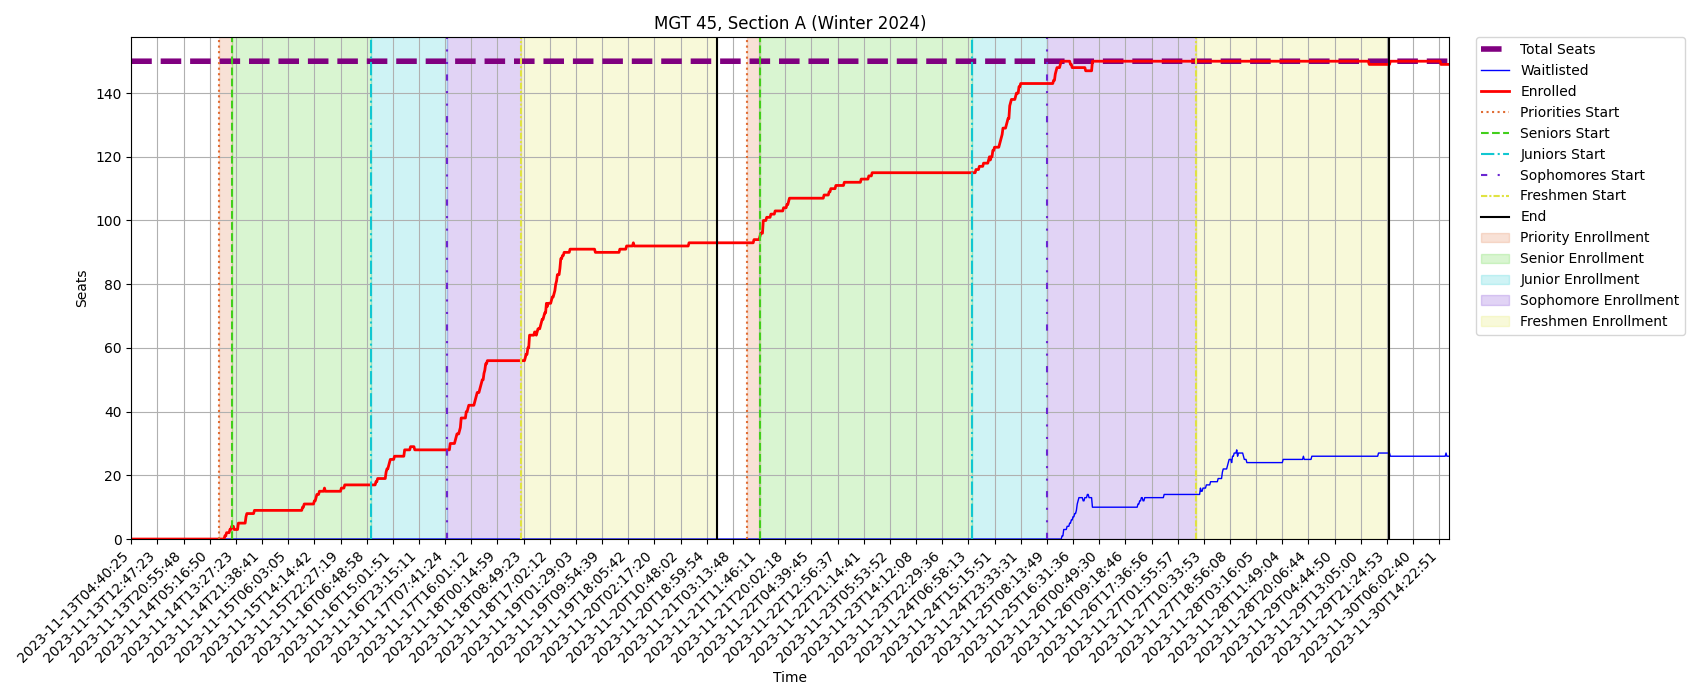 MGT 45, Section A (Winter 2024)
Total Seats
Waitlisted
Enrolled
Priorities Start
Seniors Start
Juniors Start
Sophomores Start
Freshmen Start
End
Priority Enrollment
Senior Enrollment
Junior Enrollment
Sophomore Enrollment
Freshmen Enrollment
Seats
140
120
100
80
60
40
20
0
2023-11-13T04:40:25
2023-11-13T12:47:23
2023-11-13T20:55:48
2023-11-14T05:16:50
2023-11-14T13:27:23
2023-11-14T21:38:41
2023-11-15T06:03:05
2023-11-15T14:14:42
2023-11-15T22:27:19
2023-11-16T06:48:58
2023-11-16T15:01:51
2023-11-16T23:15:11
2023-11-17T07:41:24
2023-11-17T16:01:12
2023-11-18T00:14:59
2023-11-18T08:49:23
2023-11-18T17:02:12
2023-11-19T01:29:03
2023-11-19T09:54:39
2023-11-19T18:05:42
2023-11-20T02:17:20
2023-11-20T10:48:02
2023-11-20T18:59:54
2023-11-21T03:13:48
2023-11-21T11:46:11
2023-11-21T20:02:18
2023-11-22T04:39:45
2023-11-22T12:56:37
2023-11-22T21:14:41
2023-11-23T05:53:52
2023-11-23T14:12:08
2023-11-23T22:29:36
2023-11-24T06:58:13
2023-11-24T15:15:51
2023-11-24T23:33:31
2023-11-25T08:13:49
2023-11-25T16:31:36
2023-11-26T00:49:30
2023-11-26T09:18:46
2023-11-26T17:36:56
2023-11-27T01:55:57
2023-11-27T10:33:53
2023-11-27T18:56:08
2023-11-28T03:16:05
2023-11-28T11:49:04
2023-11-28T20:06:44
2023-11-29T04:44:50
2023-11-29T13:05:00
2023-11-29T21:24:53
2023-11-30T06:02:40
2023-11-30T14:22:51
Time